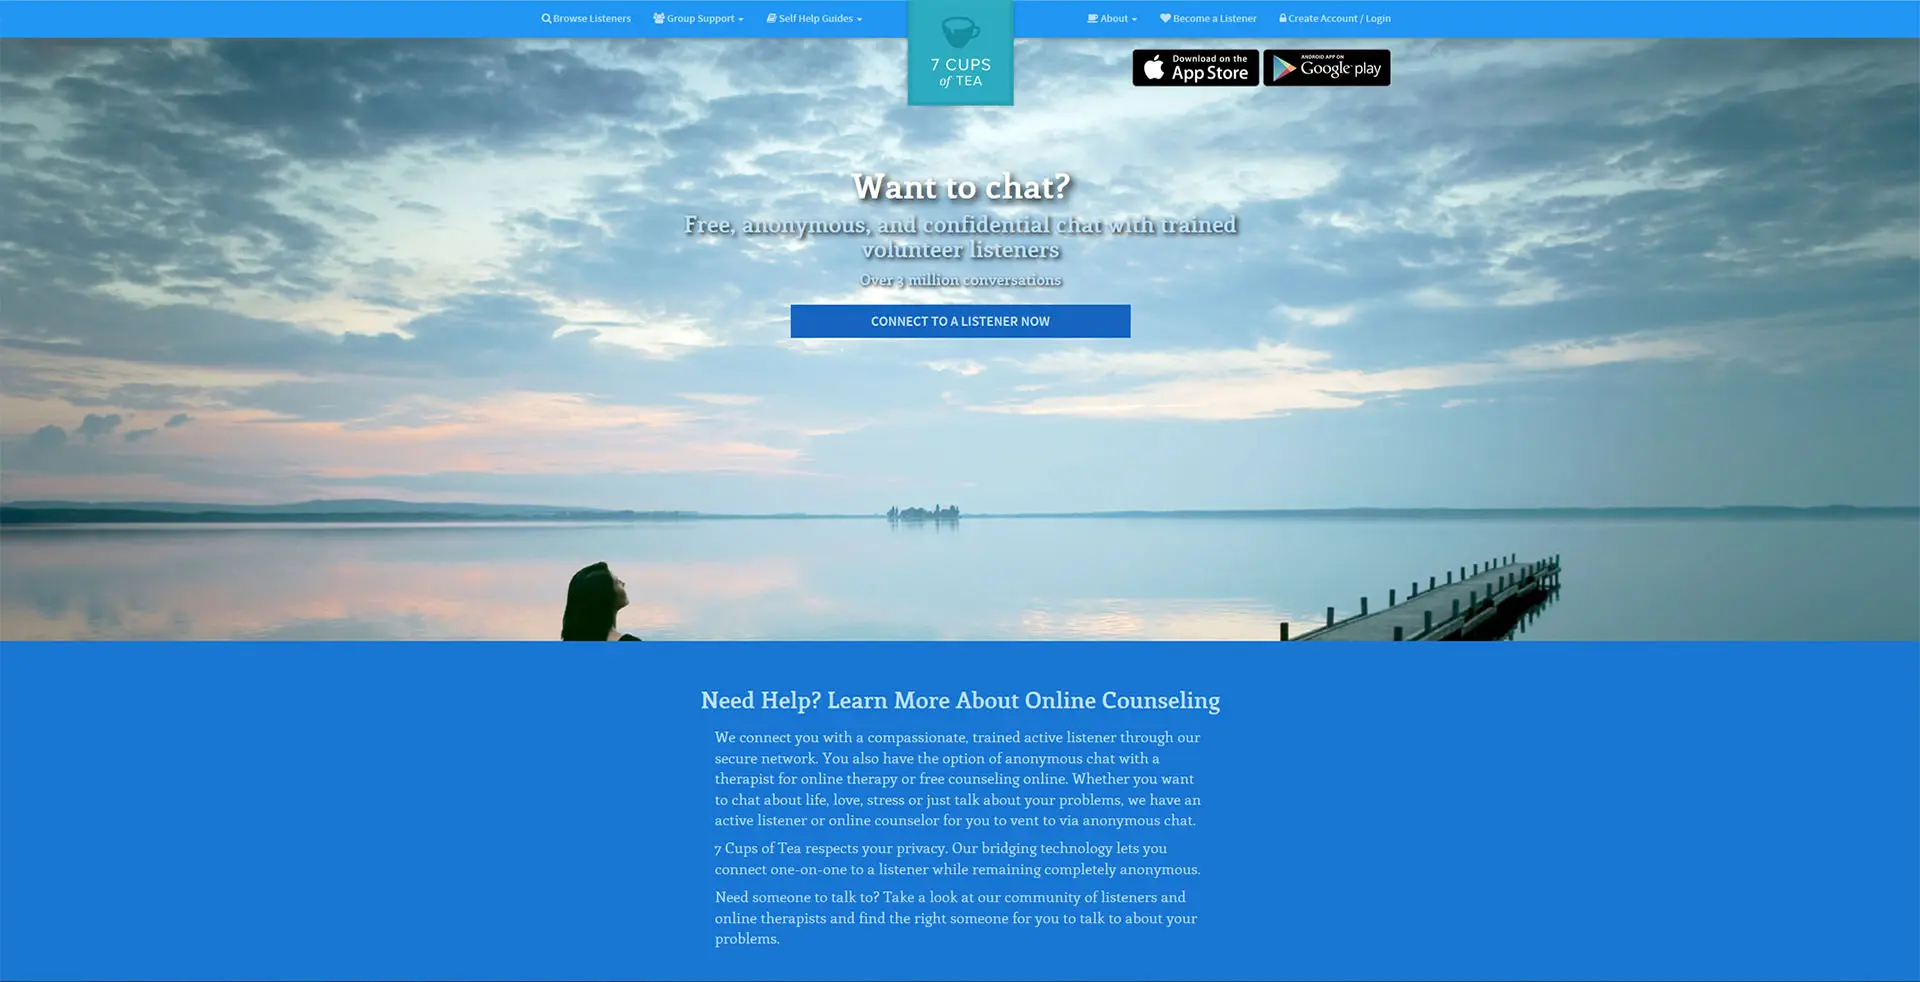 Browse Listeners
Group Support
Self Help Guides
7 CUPS
of TEA
About
Become a Listener
Create Account / Login
Download on the
App Store
ANDROID APP ON
Google play
Want to chat?
Free, anonymous, and confidential chat with trained
volunteer listeners
Over 3 million conversations
CONNECT TO A LISTENER NOW
Need Help? Learn More About Online Counseling
We connect you with a compassionate, trained active listener through our
secure network. You also have the option of anonymous chat with a
therapist for online therapy or free counseling online. Whether you want
to chat about life, love, stress or just talk about your problems, we have an
active listener or online counselor for you to vent to via anonymous chat.
7 Cups of Tea respects your privacy. Our bridging technology lets you
connect one-on-one to a listener while remaining completely anonymous.
Need someone to talk to? Take a look at our community of listeners and
online therapists and find the right someone for you to talk to about your
problems.